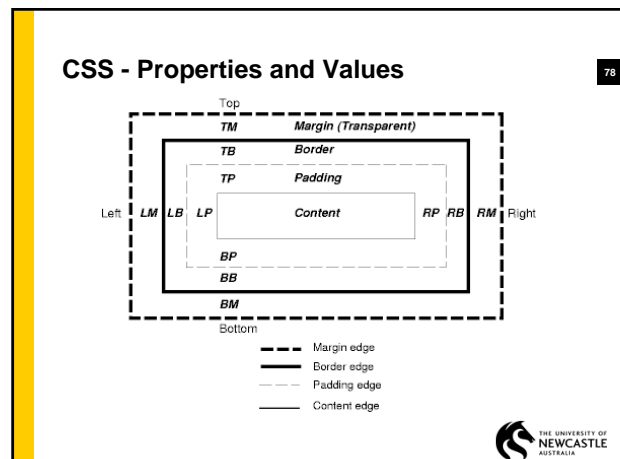 CSS - Properties and Values
78
Top
TM Margin (Transparent)
TB Border
TP Padding
Left LM LB LP Content RP RB RM Right
BP
BB
BM
Bottom
Margin edge
Border edge
Padding edge
Content edge
THE UNIVERSITY OF
NEWCASTLE
AUSTRALIA